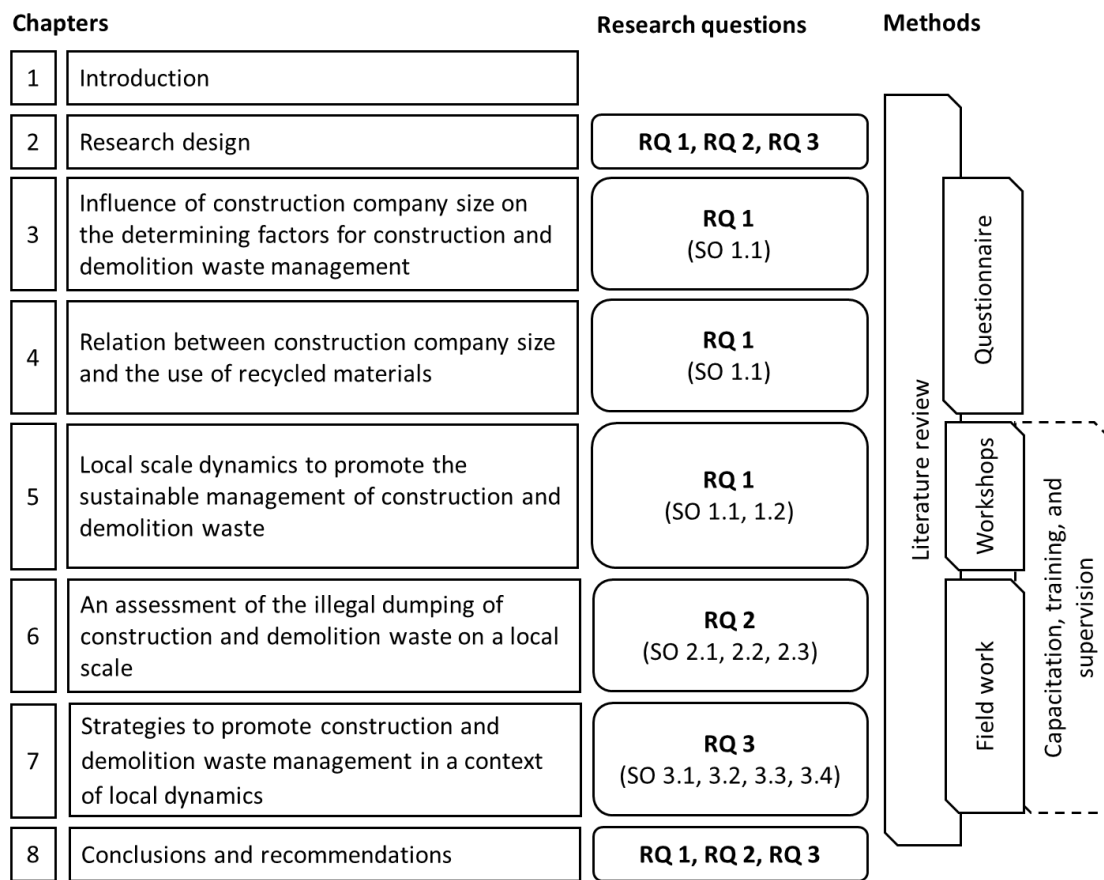 Chapters
Research questions
Methods
1
Introduction
2
Research design
RQ 1, RQ 2, RQ 3
3
Influence of construction company size on
the determining factors for construction and
demolition waste management
RQ 1
(SO 1.1)
4
Relation between construction company size
and the use of recycled materials
RQ 1
(SO 1.1)
5
Local scale dynamics to promote the
sustainable management of construction and
demolition waste
RQ 1
(SO 1.1, 1.2)
6
An assessment of the illegal dumping of
construction and demolition waste on a local
scale
RQ 2
(SO 2.1, 2.2, 2.3)
7
Strategies to promote construction and
demolition waste management in a context
of local dynamics
RQ 3
(SO 3.1, 3.2, 3.3, 3.4)
8
Conclusions and recommendations
RQ 1, RQ 2, RQ 3
Literature review
Questionnaire
Workshops
Field work
Capacitation, training, and
supervision